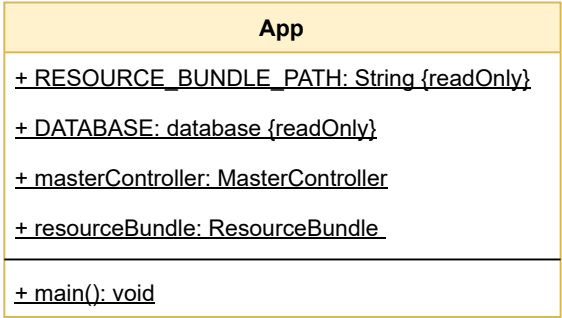 App
+ RESOURCE_BUNDLE_PATH: String {readOnly}
+ DATABASE: database {readOnly}
+ masterController: MasterController
+ resourceBundle: ResourceBundle
+ main(): void